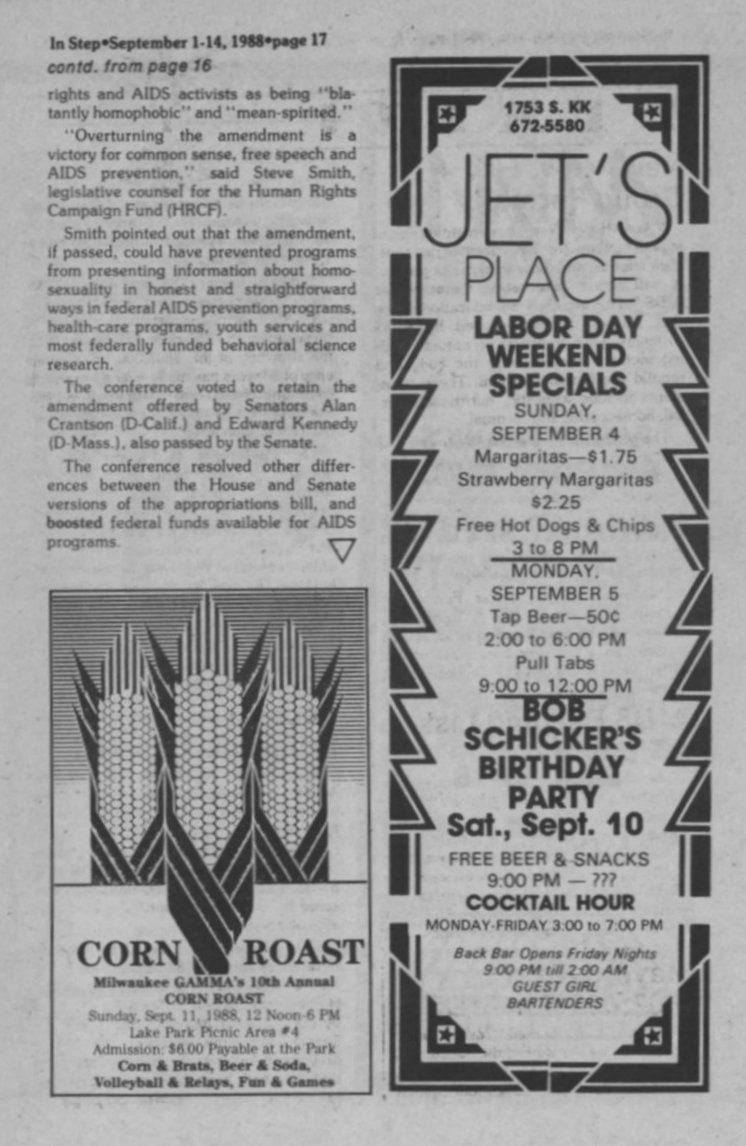 In Step•September 1-14, 1988•page 17
contd. from page 16
rights and AIDS activists as being "bla-
tantly homophobic" and "mean-spirited."
"Overturning the amendment is a
victory for common sense, free speech and
AIDS prevention," said Steve Smith,
legislative counsel for the Human Rights
Campaign Fund (HRCF).
Smith pointed out that the amendment,
if passed, could have prevented programs
from presenting information about homo-
sexuality in honest and straightforward
ways in federal AIDS prevention programs,
health-care programs, youth services and
most federally funded behavioral science
research.
The conference voted to retain the
amendment offered by Senators Alan
Crantson (D-Calif.) and Edward Kennedy
(D-Mass.), also passed by the Senate.
The conference resolved other differ-
ences between the House and Senate
versions of the appropriations bill, and
boosted federal funds available for AIDS
programs.
CORN ROAST
Milwaukee GAMMA's 10th Annual
CORN ROAST
Sunday, Sept. 11, 1988, 12 Noon-6 PM
Lake Park Picnic Area #4
Admission: $6.00 Payable at the Park
Corn & Brats, Beer & Soda,
Volleyball & Relays, Fun & Games
1753 S. KK
672-5580
JET'S
PLACE
LABOR DAY
WEEKEND
SPECIALS
SUNDAY,
SEPTEMBER 4
Margaritas—$1.75
Strawberry Margaritas
$2.25
Free Hot Dogs & Chips
3 to 8 PM
MONDAY,
SEPTEMBER 5
Tap Beer—50¢
2:00 to 6:00 PM
Pull Tabs
9:00 to 12:00 PM
BOB
SCHICKER'S
BIRTHDAY
PARTY
Sat., Sept. 10
FREE BEER & SNACKS
9:00 PM — ???
COCKTAIL HOUR
MONDAY-FRIDAY 3:00 to 7:00 PM
Back Bar Opens Friday Nights
9:00 PM till 2:00 AM
GUEST GIRL
BARTENDERS